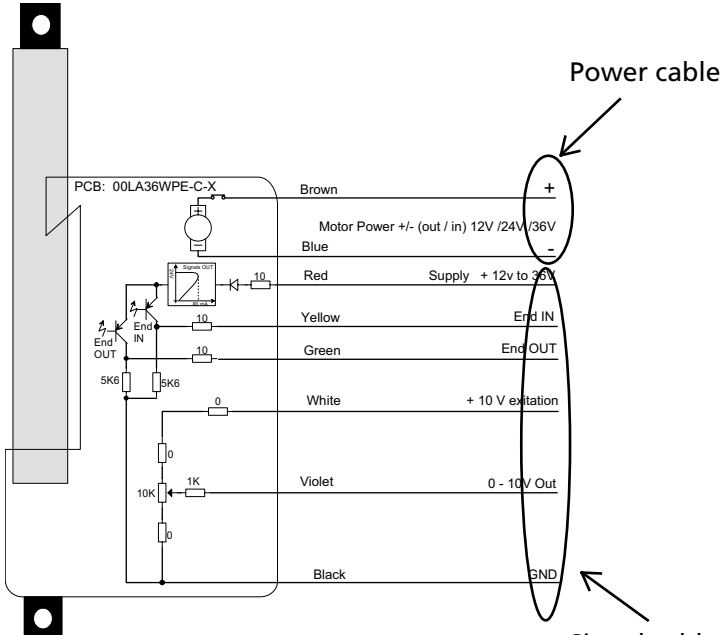 Power cable
PCB: 00LA36WPE-C-X
Brown
+
+
Motor Power +/- (out / in) 12V /24V /36V
Blue
-
-
Signals OUT
24V
10
Red
Supply + 12v to 36V
10
Yellow
End IN
End
IN
End
OUT
10
Green
End OUT
5K6
5K6
0
White
+ 10 V exitation
0
10K
1K
Violet
0 - 10V Out
0
Black
GND